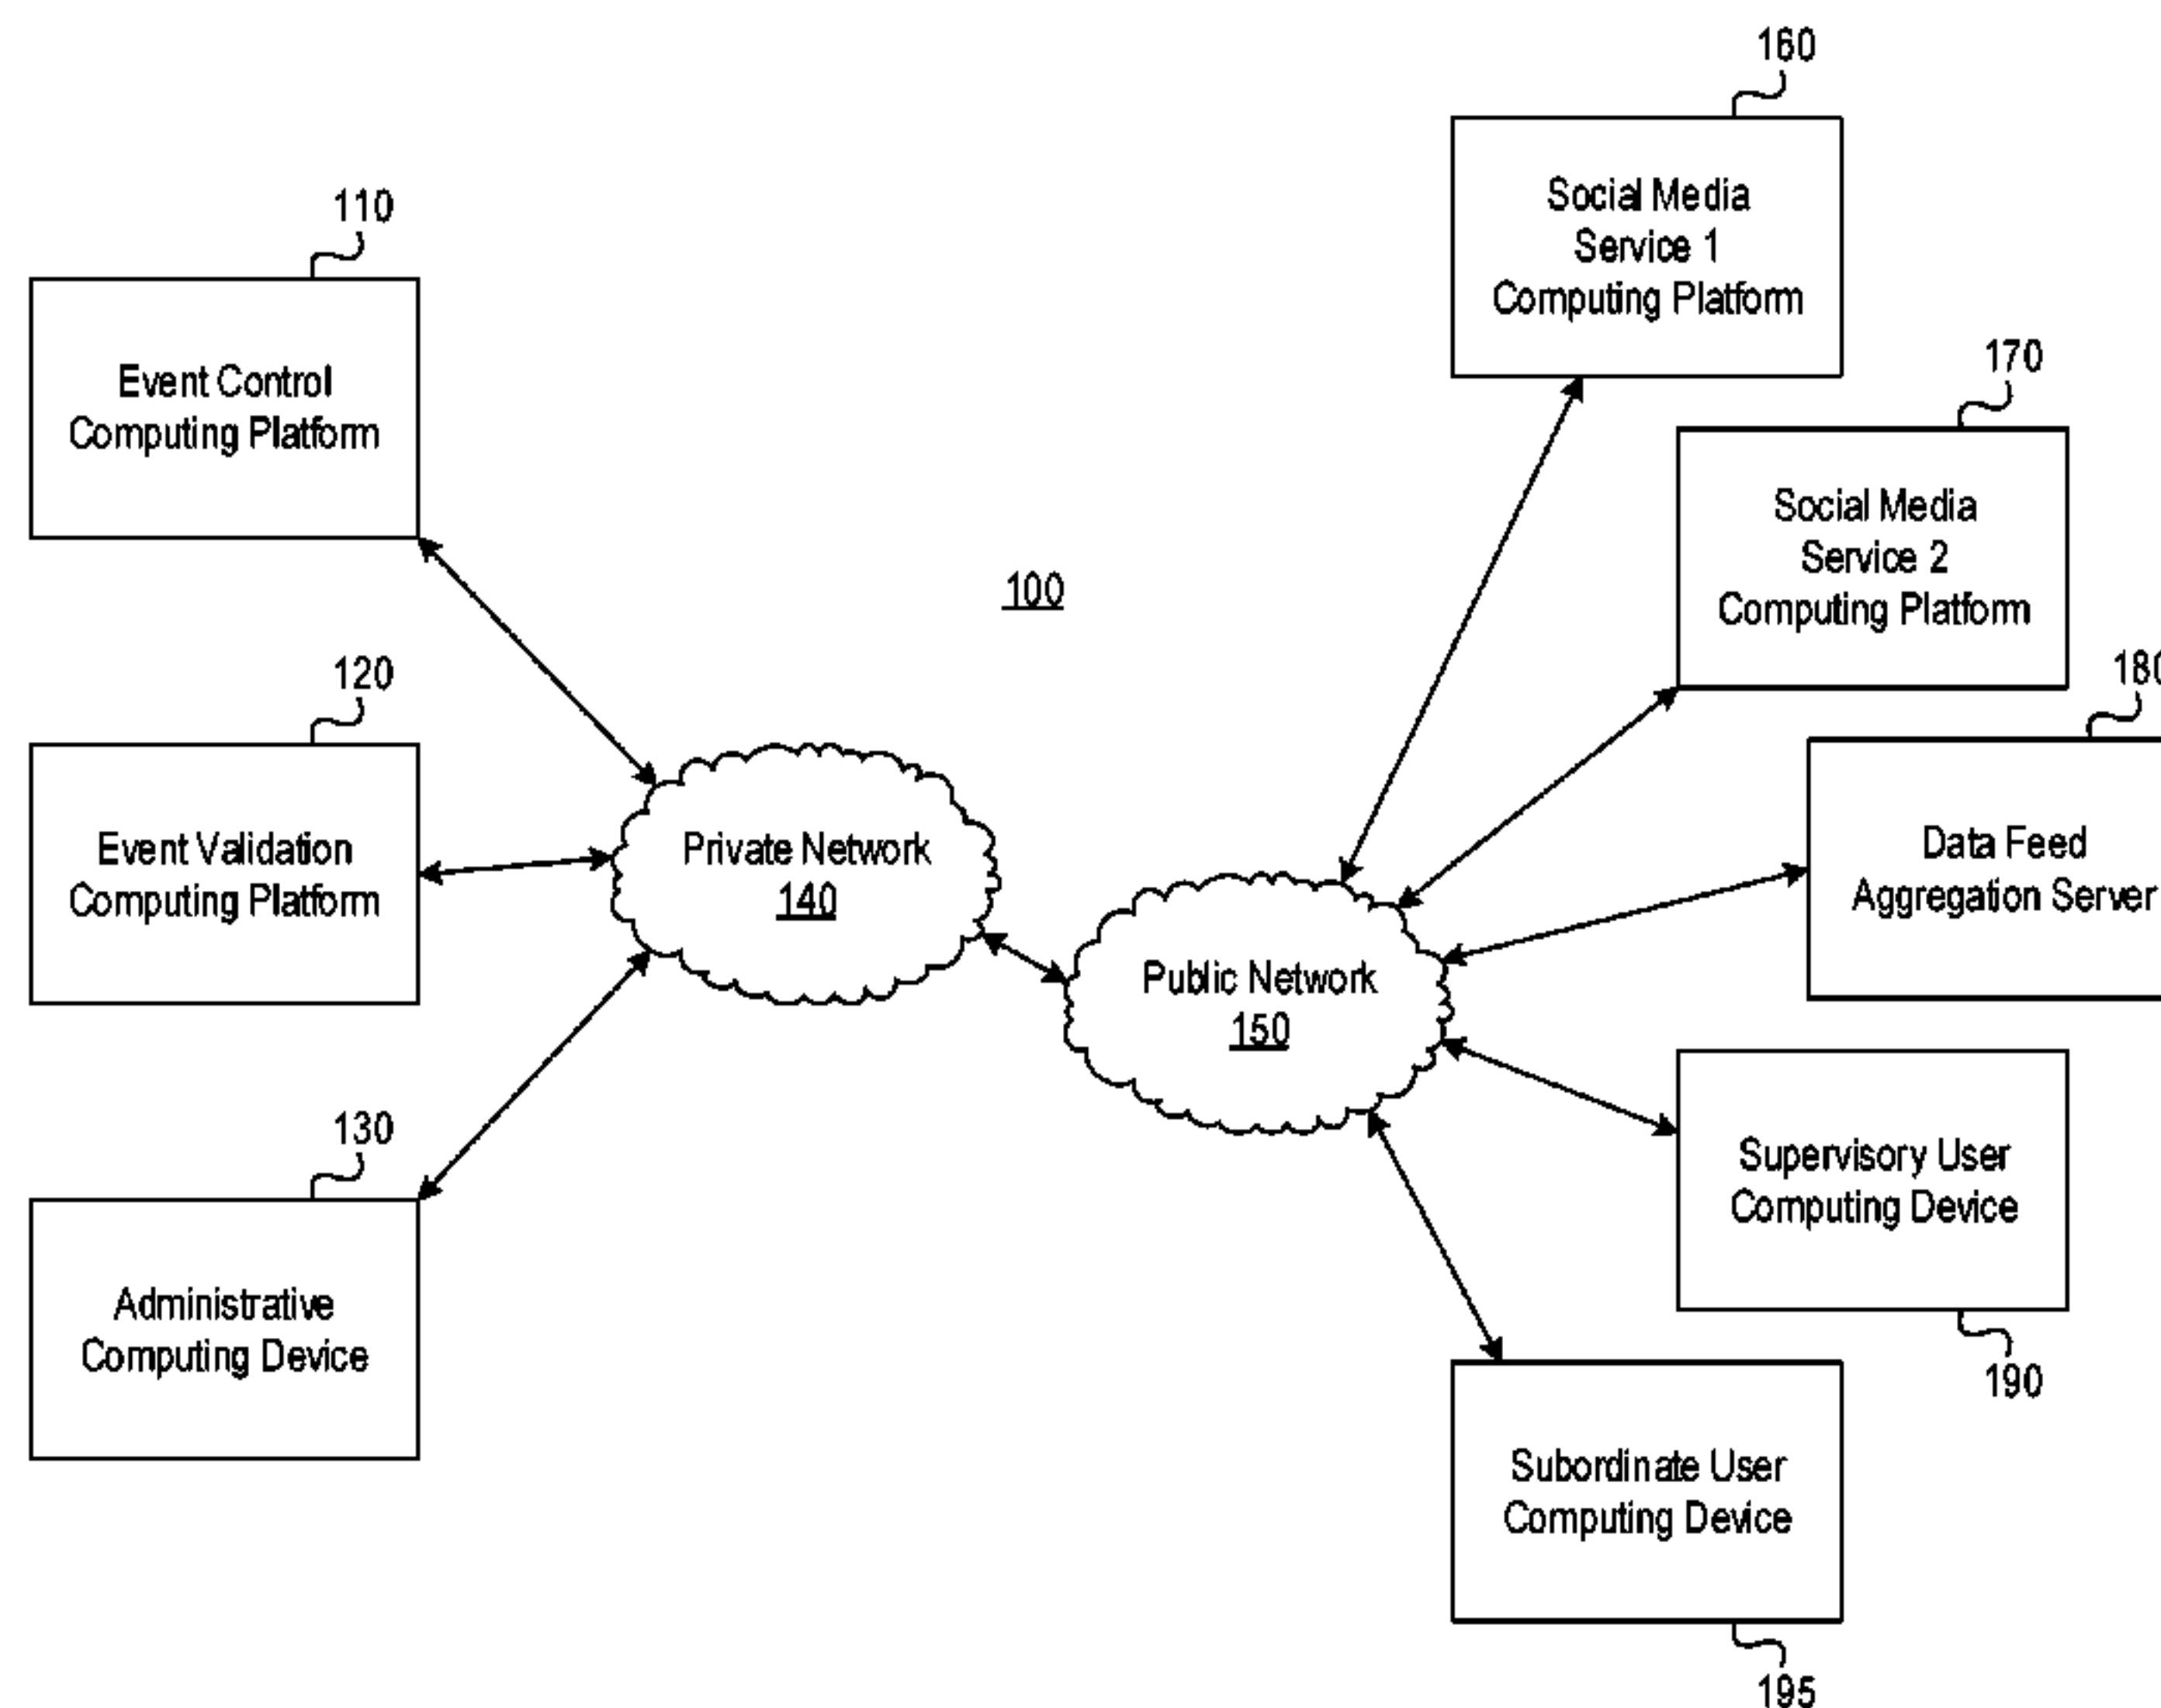 160
Social Media
Service 1
Computing Platform
110
Event Control
Computing Platform
170
Social Media
Service 2
Computing Platform
100
120
Event Validation
Computing Platform
180
Data Feed
Aggregation Server
Private Network
140
Public Network
150
130
Administrative
Computing Device
Supervisory User
Computing Device
190
Subordinate User
Computing Device
195